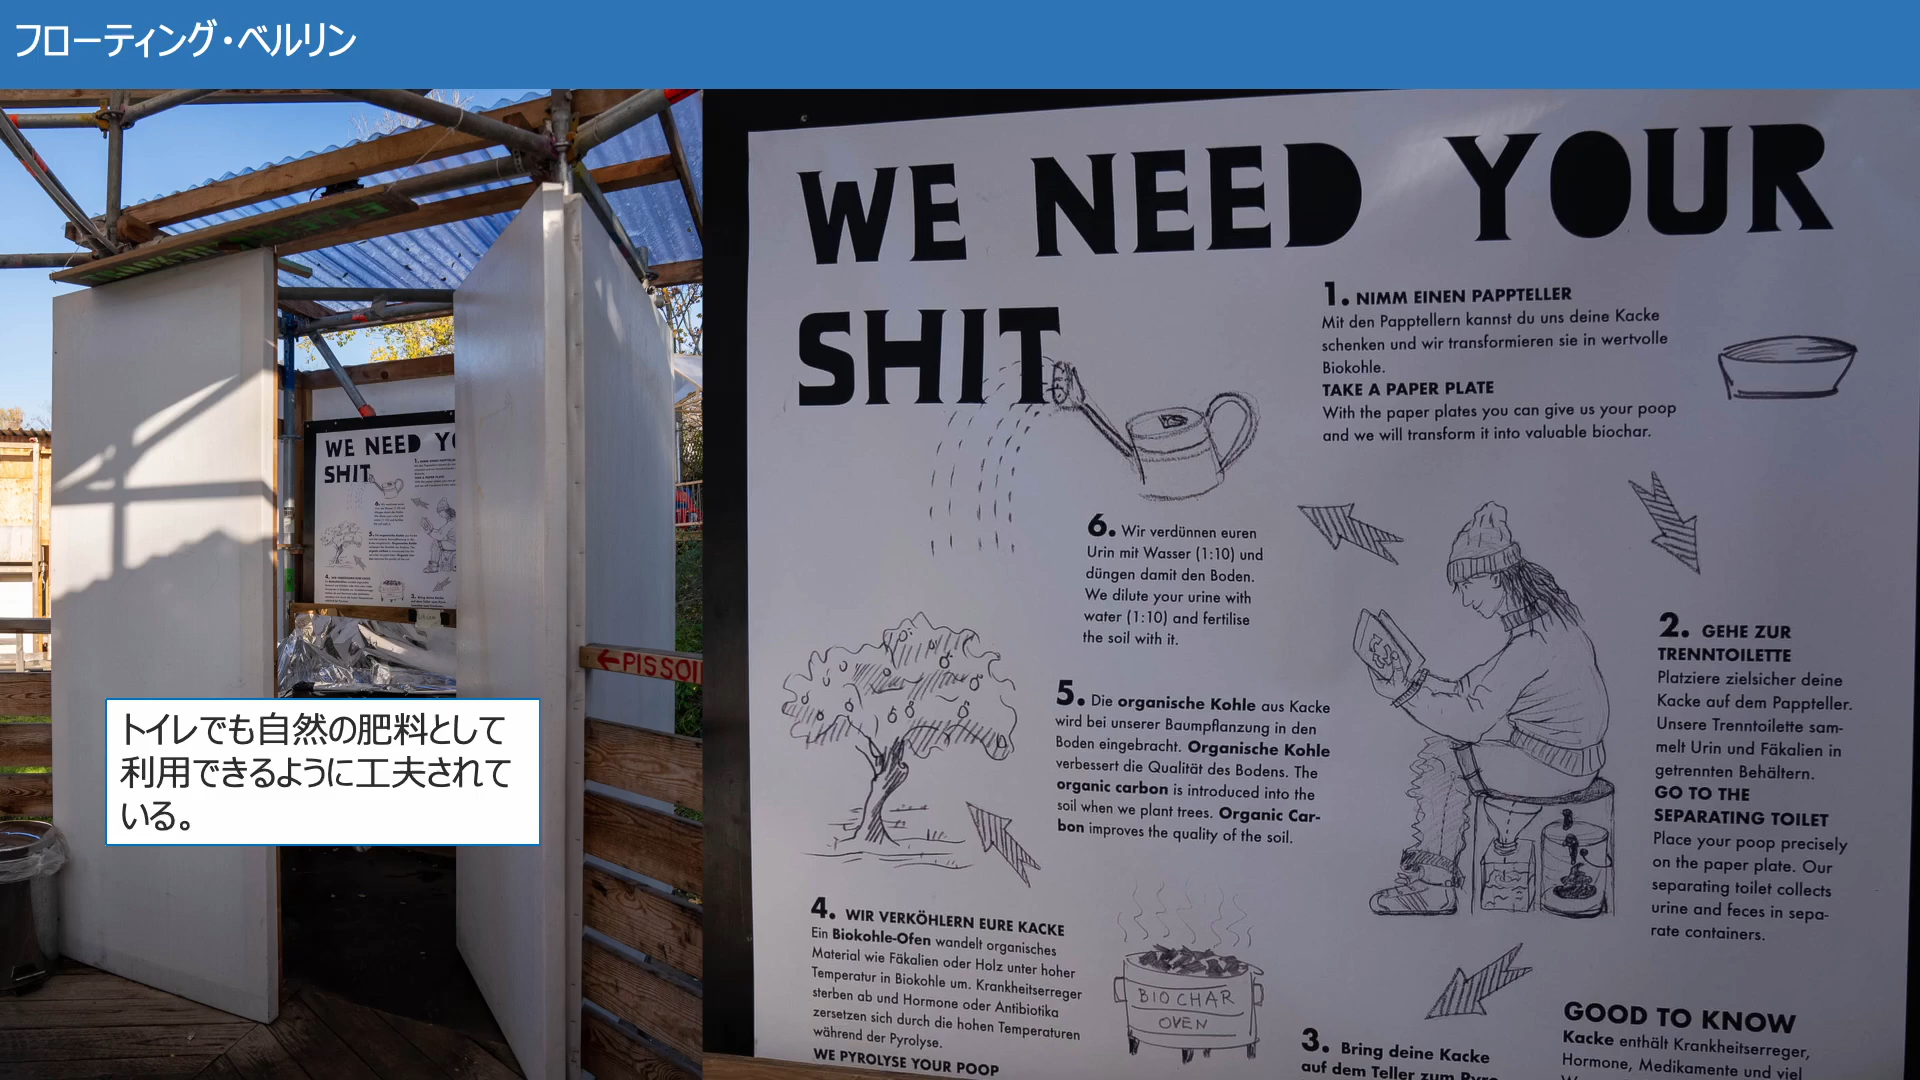 フローティング・ベルリン
WE NEED YOUR
SHIT
1. NIMM EINEN PAPPTELLER
Mit den Papptellern kannst du uns deine Kacke
schenken und wir transformieren sie in wertvolle
Biokohle.
TAKE A PAPER PLATE
With the paper plates you can give us your poop
and we will transform it into valuable biochar.
2. GEHE ZUR
TRENNTOILETTE
Platziere zielsicher deine
Kacke auf dem Pappteller.
Unsere Trenntoilette sam-
melt Urin und Fäkalien in
getrennten Behältern.
GO TO THE
SEPARATING TOILET
Place your poop precisely
on the paper plate. Our
separating toilet collects
urine and feces in sepa-
rate containers.
3. Bring deine Kacke
auf dem Teller zum
4. WIR VERKÖHLERN EURE KACKE
Ein Biokohle-Ofen wandelt organisches
Material wie Fäkalien oder Holz unter hoher
Temperatur in Biokohle um. Krankheitserreger
sterben ab und Hormone oder Antibiotika
zersetzen sich durch die hohen Temperaturen
während der Pyrolyse.
WE PYROLYSE YOUR POOP
BIOCHAR
OVEN
5. Die organische Kohle aus Kacke
wird bei unserer Baumpflanzung in den
Boden eingebracht. Organische Kohle
verbessert die Qualität des Bodens. The
organic carbon is introduced into the
soil when we plant trees. Organic Car-
bon improves the quality of the soil.
6. Wir verdünnen euren
Urin mit Wasser (1:10) und
düngen damit den Boden.
We dilute your urine with
water (1:10) and fertilise
the soil with it.
GOOD TO KNOW
Kacke enthält Krankheitserreger,
Hormone, Medikamente und viel
WE NEED YO
SHIT
←PISSOI
トイレでも自然の肥料として
利用できるように工夫されて
いる。